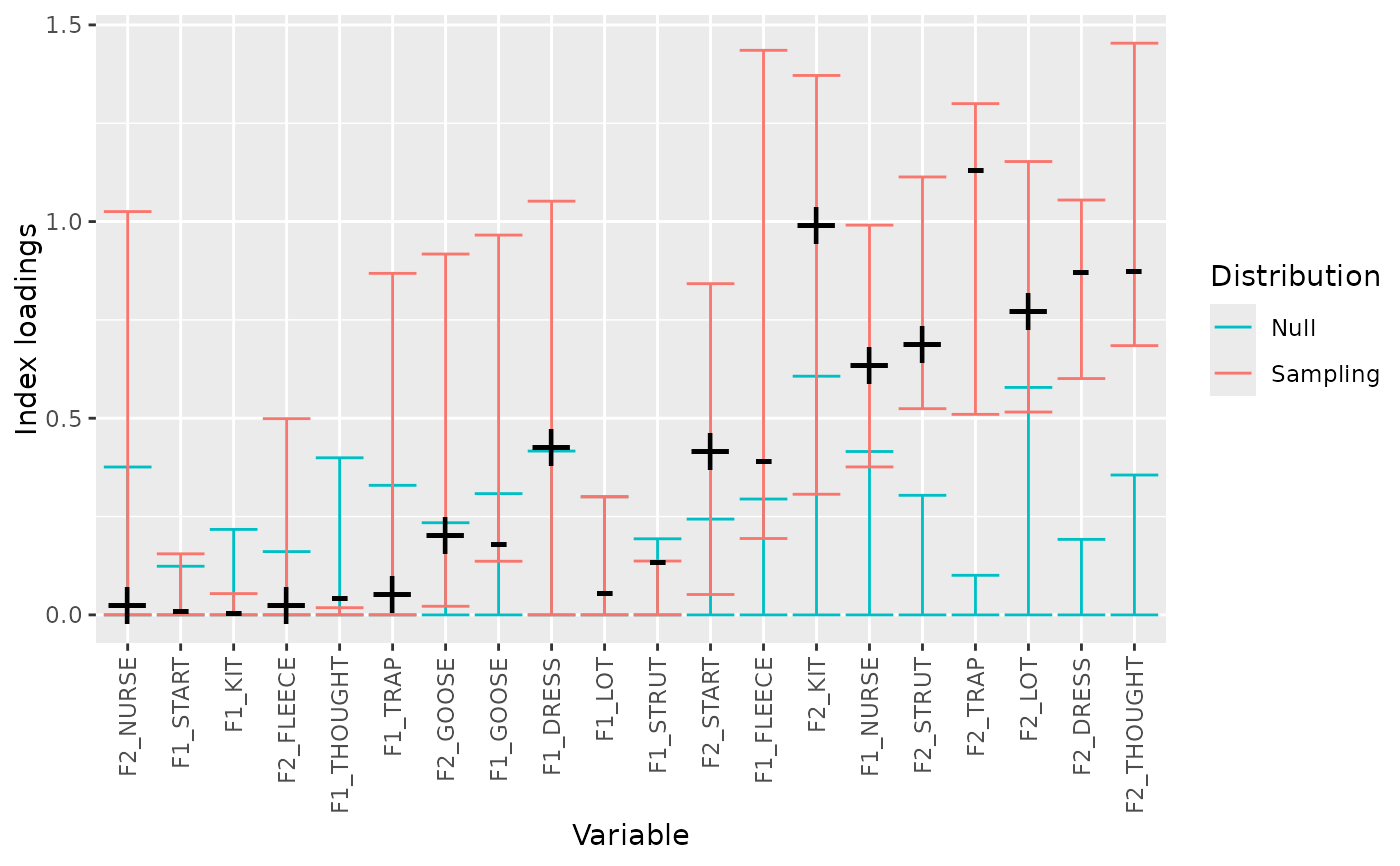 1.5
1.0
0.5
0.0
Index loadings
F2_NURSE
F1_START
F1_KIT
F2_FLEECE
F1_THOUGHT
F1_TRAP
F2_GOOSE
F1_GOOSE
F1_DRESS
F1_LOT
F1_STRUT
F2_START
F1_FLEECE
F2_KIT
F1_NURSE
F2_STRUT
F2_TRAP
F2_LOT
F2_DRESS
F2_THOUGHT
Variable
Distribution
Null
Sampling